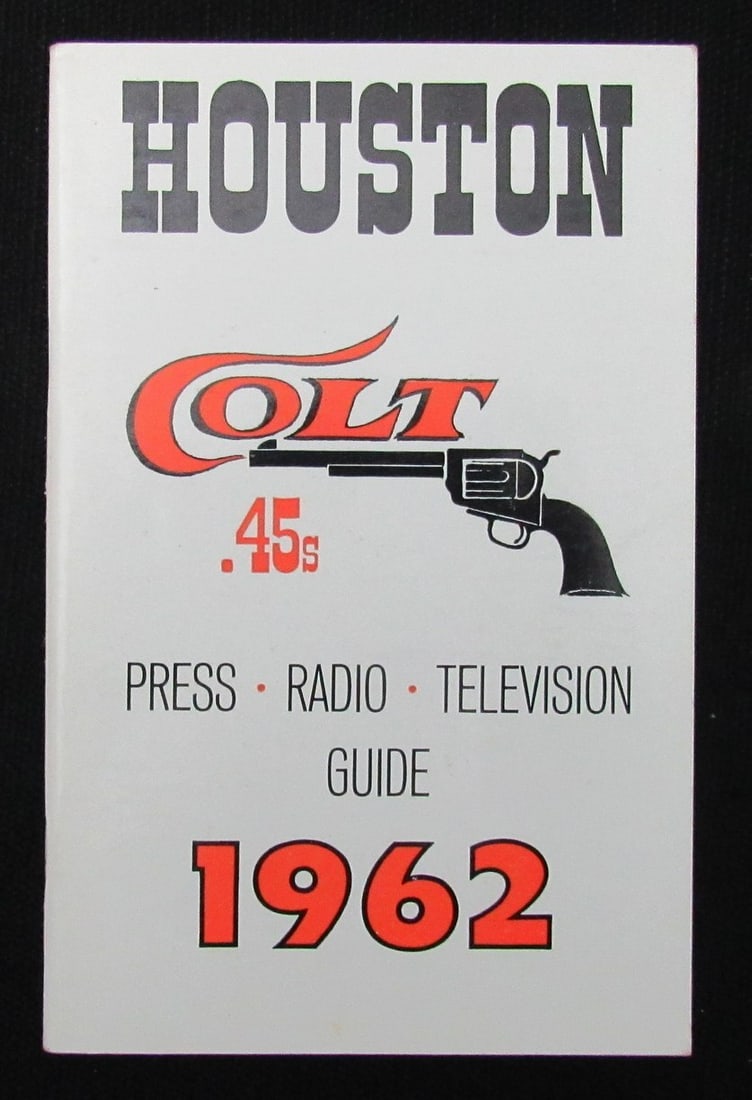 HOUSTON
COLT
.45s
PRESS · RADIO · TELEVISION
GUIDE
1962